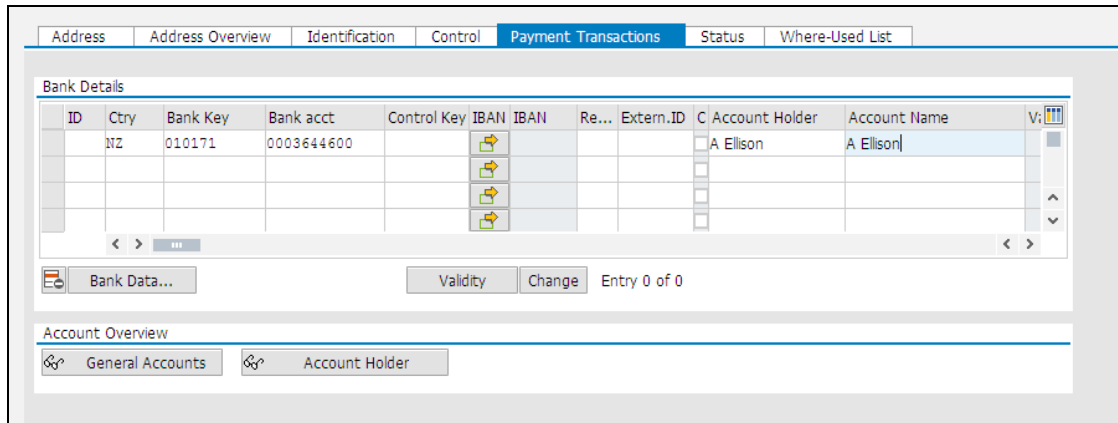 Address Address Overview Identification Control Payment Transactions Status Where-Used List
Bank Details
ID Ctry Bank Key Bank acct Control Key IBAN IBAN Re... Extern.ID C Account Holder Account Name
NZ 010171 0003644600 A Ellison A Ellison
Bank Data... Validity Change Entry 0 of 0
Account Overview
General Accounts Account Holder